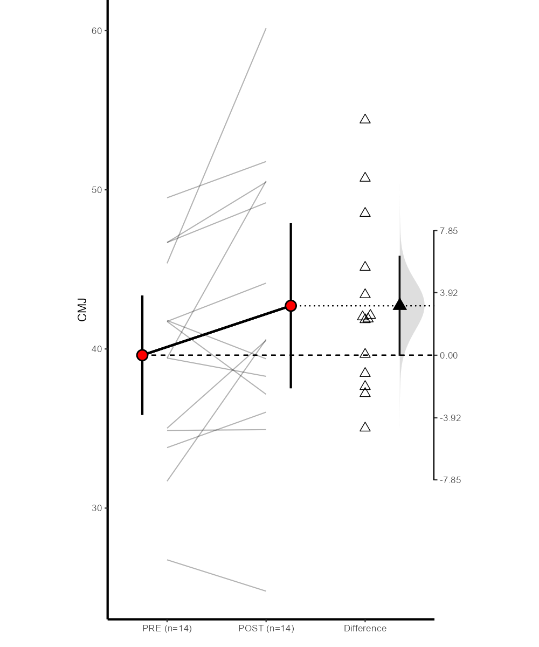 60
50
CMJ
40
30
7.85
3.92
0.00
-3.92
-7.85
PRE (n=14)
POST (n=14)
Difference